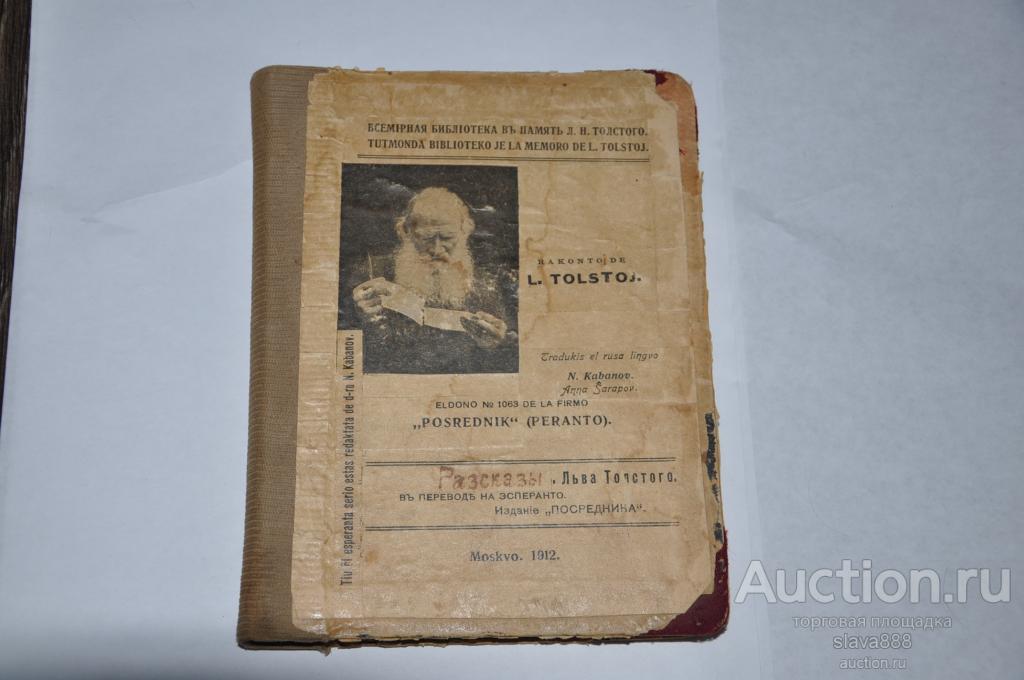 ВСЕМІРНАЯ БИБЛІОТЕКА ВЪ ПАМЯТЬ Л. Н. ТОЛСТОГО.
TUTMONDA BIBLIOTEKO JE LA MEMORO DE L. TOLSTOJ.
RAKONTO DE
L. TOLSTOJ.
Tradukis el rusa lingvo
N. Kabanov.
Anna Ŝarapov.
ELDONO № 1063 DE LA FIRMO
„POSREDNIK“ (PERANTO).
Tiu ĉi esperanta serio estas redaktata de d-ro N. Kabanov.
Разсказы Льва Толстого.
ВЪ ПЕРЕВОДѢ НА ЭСПЕРАНТО.
Изданіе „ПОСРЕДНИКА“.
Moskvo. 1912.
Auction.ru
торговая площадка
slava888
auction.ru